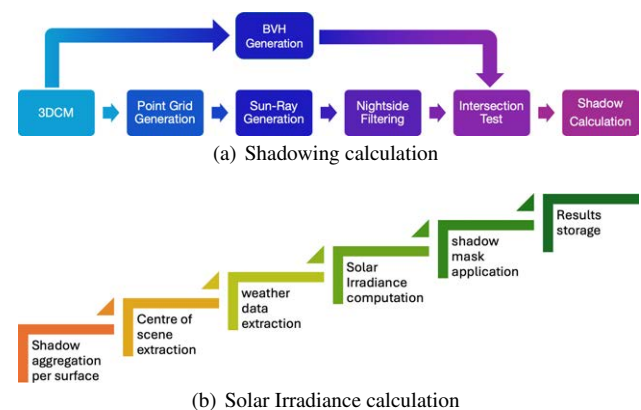 BVH
Generation
3DCM
Point Grid
Generation
Sun-Ray
Generation
Nightside
Filtering
Intersection
Test
Shadow
Calculation
(a) Shadowing calculation
Shadow
aggregation
per surface
Centre of
scene
extraction
weather
data
extraction
Solar
Irradiance
computation
shadow
mask
application
Results
storage
(b) Solar Irradiance calculation